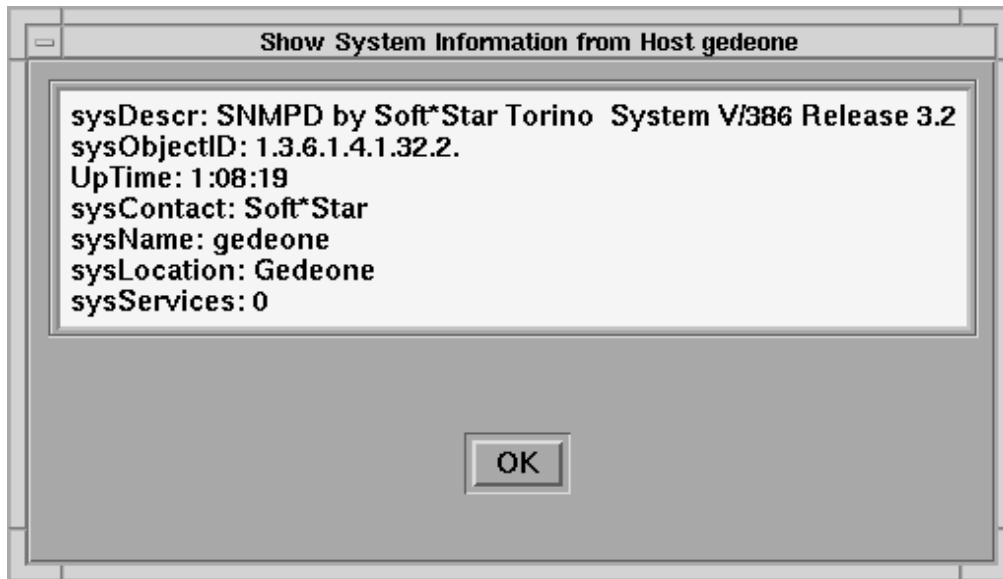 Show System Information from Host gedeone
sysDescr: SNMPD by Soft*Star Torino  System V/386 Release 3.2
sysObjectID: 1.3.6.1.4.1.32.2.
UpTime: 1:08:19
sysContact: Soft*Star
sysName: gedeone
sysLocation: Gedeone
sysServices: 0
OK